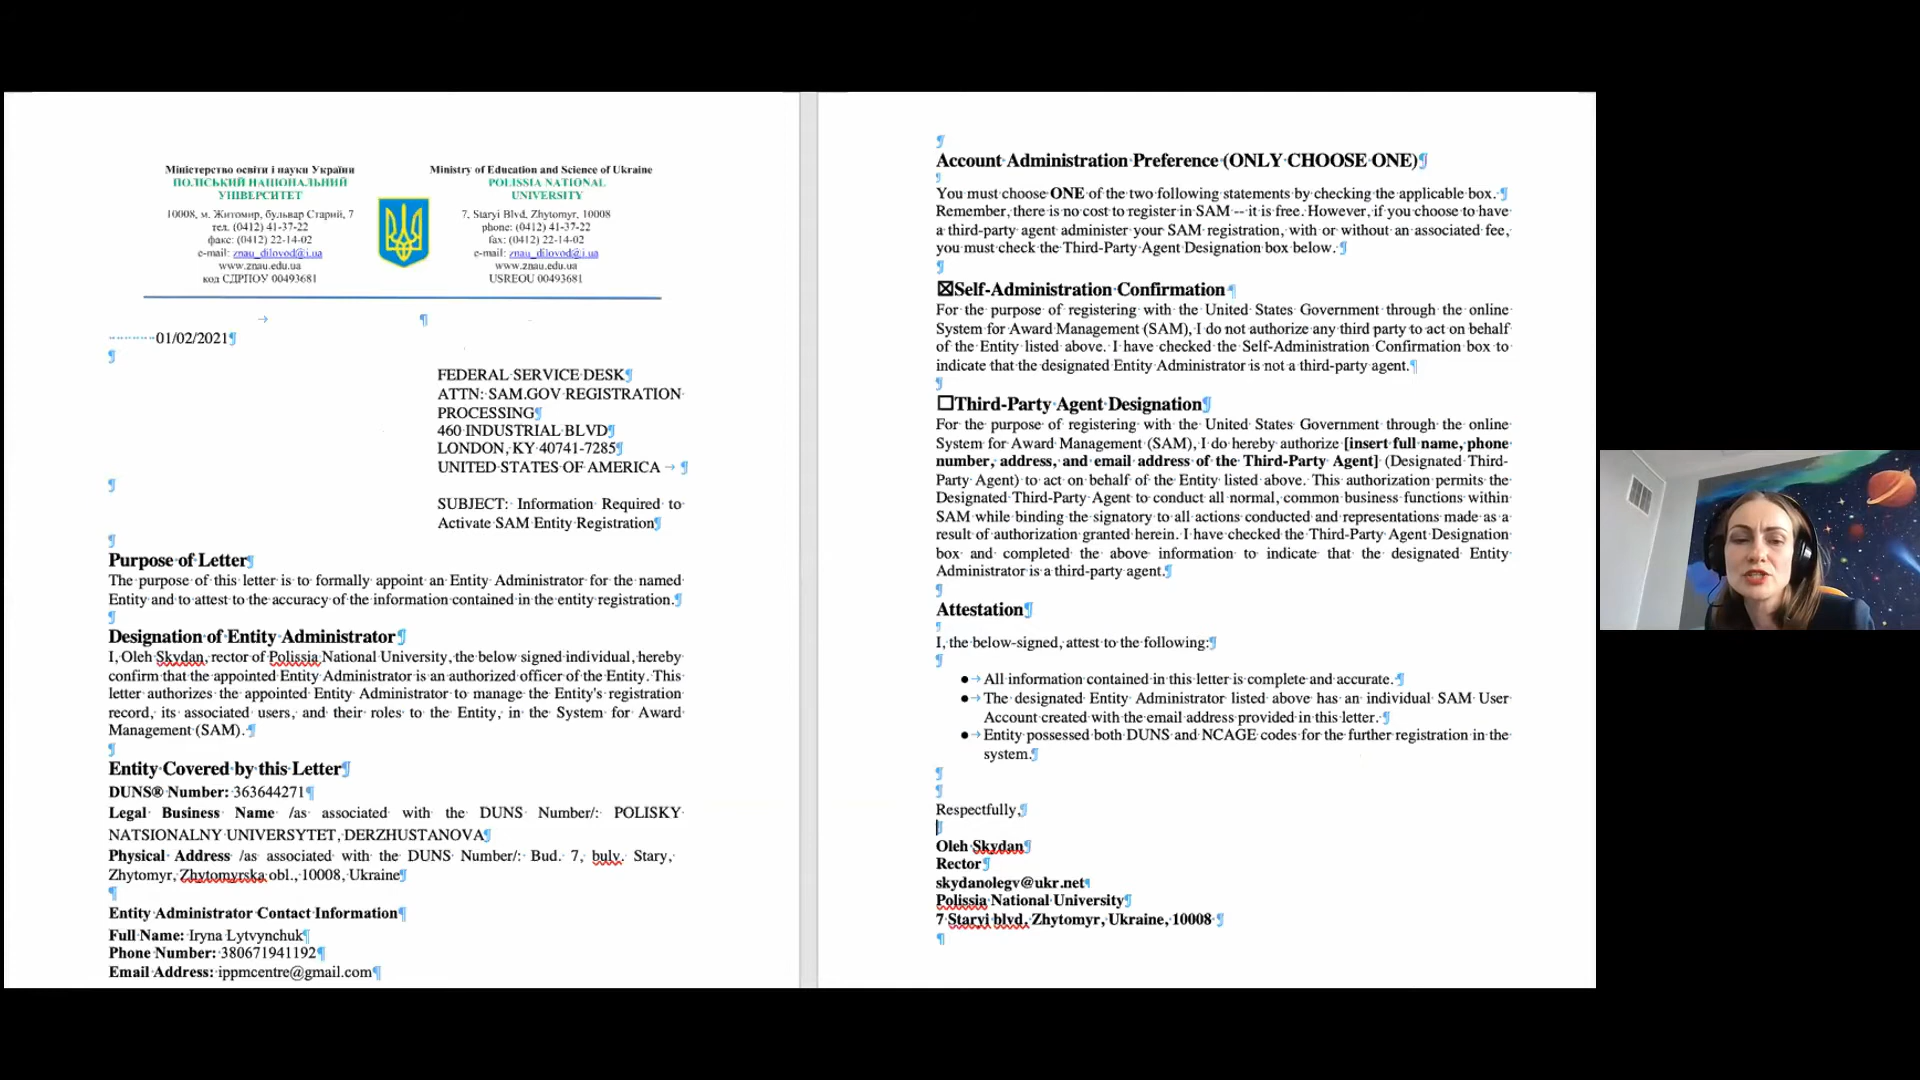 Міністерство освіти і науки України
ПОЛІСЬКИЙ НАЦІОНАЛЬНИЙ
УНІВЕРСИТЕТ
10008, м. Житомир, бульвар Старий, 7
тел. (0412) 41-37-22
факс: (0412) 22-14-02
e-mail: znau_dilovod@i.ua
www.znau.edu.ua
код ЄДРПОУ 00493681
Ministry of Education and Science of Ukraine
POLISSIA NATIONAL
UNIVERSITY
7, Staryi Blvd, Zhytomyr, 10008
phone: (0412) 41-37-22
fax: (0412) 22-14-02
e-mail: znau_dilovod@i.ua
www.znau.edu.ua
USREOU 00493681
01/02/2021
FEDERAL SERVICE DESK
ATTN: SAM.GOV REGISTRATION
PROCESSING
460 INDUSTRIAL BLVD
LONDON, KY 40741-7285
UNITED STATES OF AMERICA
SUBJECT: Information Required to
Activate SAM Entity Registration
Purpose of Letter
The purpose of this letter is to formally appoint an Entity Administrator for the named
Entity and to attest to the accuracy of the information contained in the entity registration.
Designation of Entity Administrator
I, Oleh Skydan, rector of Polissia National University, the below signed individual, hereby
confirm that the appointed Entity Administrator is an authorized officer of the Entity. This
letter authorizes the appointed Entity Administrator to manage the Entity's registration
record, its associated users, and their roles to the Entity, in the System for Award
Management (SAM).
Entity Covered by this Letter
DUNS® Number: 363644271
Legal Business Name /as associated with the DUNS Number/: POLISKY
NATSIONALNY UNIVERSYTET, DERZHUSTANOVA
Physical Address /as associated with the DUNS Number/: Bud. 7, bulv. Stary,
Zhytomyr, Zhytomyrska obl., 10008, Ukraine
Entity Administrator Contact Information
Full Name: Iryna Lytvynchuk
Phone Number: 380671941192
Email Address: ippmcentre@gmail.com
Account Administration Preference (ONLY CHOOSE ONE)
You must choose ONE of the two following statements by checking the applicable box.
Remember, there is no cost to register in SAM -- it is free. However, if you choose to have
a third-party agent administer your SAM registration, with or without an associated fee,
you must check the Third-Party Agent Designation box below.
☒Self-Administration Confirmation
For the purpose of registering with the United States Government through the online
System for Award Management (SAM), I do not authorize any third party to act on behalf
of the Entity listed above. I have checked the Self-Administration Confirmation box to
indicate that the designated Entity Administrator is not a third-party agent.
☐Third-Party Agent Designation
For the purpose of registering with the United States Government through the online
System for Award Management (SAM), I do hereby authorize [insert full name, phone
number, address, and email address of the Third-Party Agent] (Designated Third-
Party Agent) to act on behalf of the Entity listed above. This authorization permits the
Designated Third-Party Agent to conduct all normal, common business functions within
SAM while binding the signatory to all actions conducted and representations made as a
result of authorization granted herein. I have checked the Third-Party Agent Designation
box and completed the above information to indicate that the designated Entity
Administrator is a third-party agent.
Attestation
I, the below-signed, attest to the following:
● All information contained in this letter is complete and accurate.
● The designated Entity Administrator listed above has an individual SAM User
Account created with the email address provided in this letter.
● Entity possessed both DUNS and NCAGE codes for the further registration in the
system.
Respectfully,
Oleh Skydan
Rector
skydanolegv@ukr.net
Polissia National University
7 Staryi blvd, Zhytomyr, Ukraine, 10008